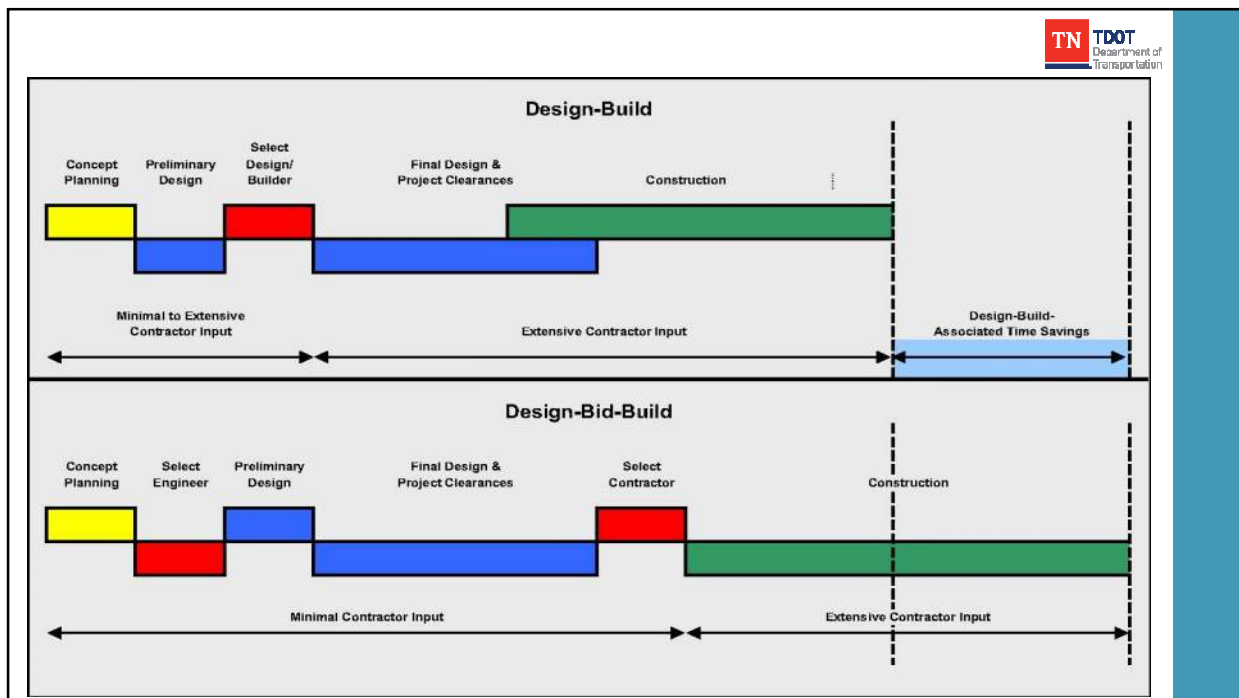 TN TDOT
Department of
Transportation
Design-Build
Concept
Planning
Preliminary
Design
Select
Design/
Builder
Final Design &
Project Clearances
Construction
Minimal to Extensive
Contractor Input
Extensive Contractor Input
Design-Build-
Associated Time Savings
Design-Bid-Build
Concept
Planning
Select
Engineer
Preliminary
Design
Final Design &
Project Clearances
Select
Contractor
Construction
Minimal Contractor Input
Extensive Contractor Input